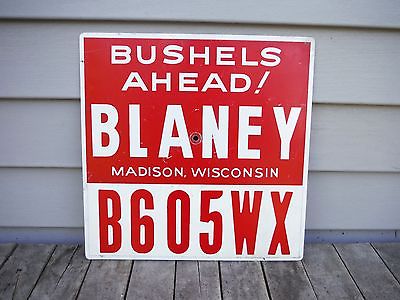 BUSHELS
AHEAD!
BLANEY
MADISON, WISCONSIN
B605WX